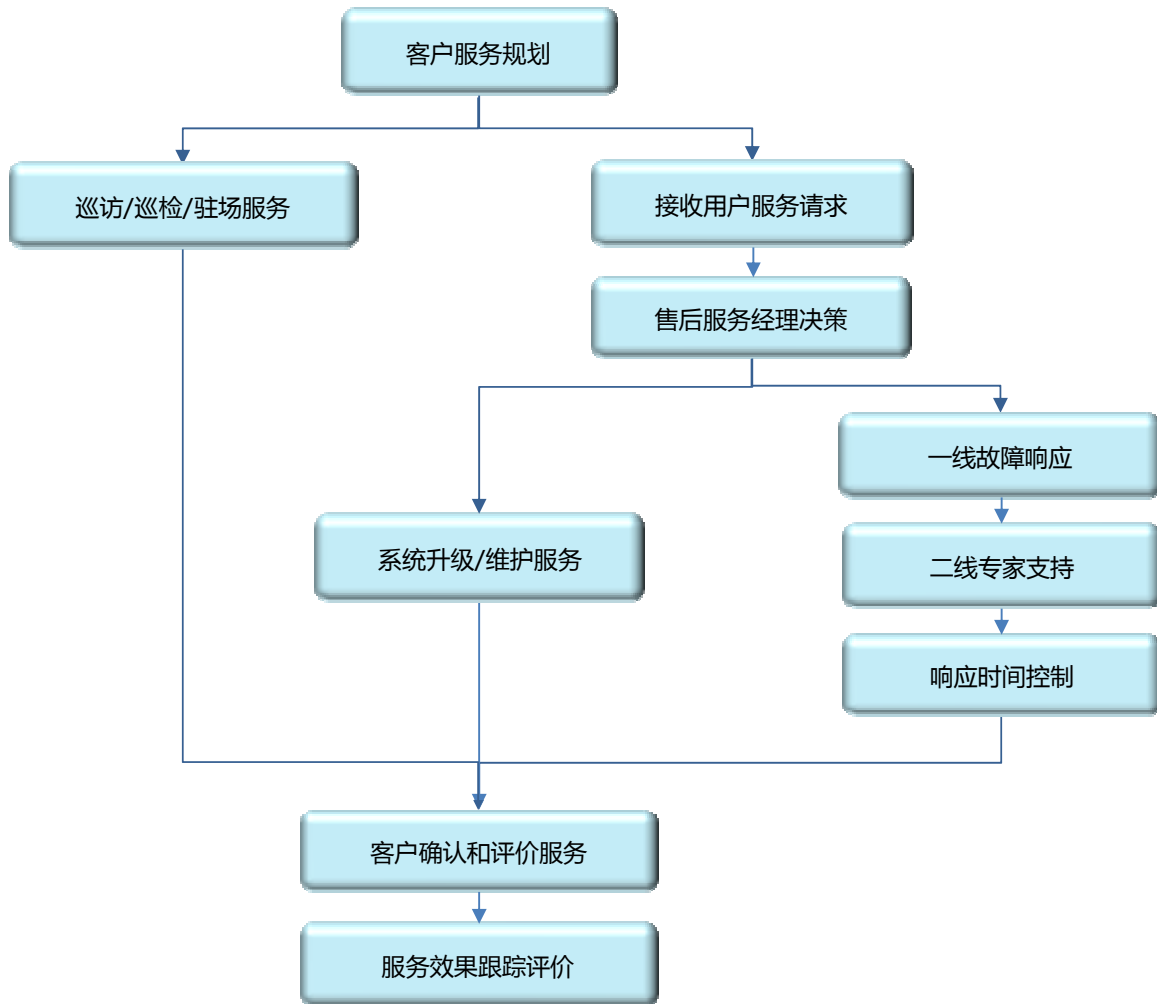 客户服务规划
巡访/巡检/驻场服务
接收用户服务请求
售后服务经理决策
一线故障响应
系统升级/维护服务
二线专家支持
响应时间控制
客户确认和评价服务
服务效果跟踪评价